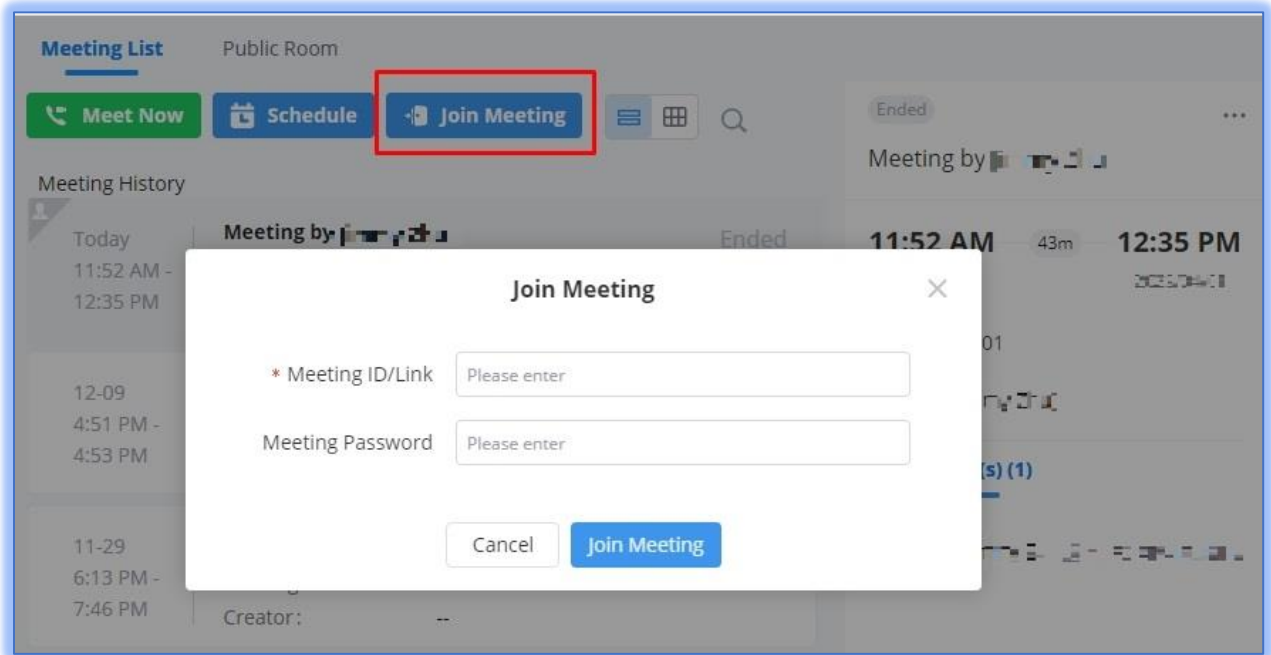 Meeting List Public Room
Meet Now Schedule Join Meeting
Meeting History
Today
11:52 AM -
12:35 PM
Meeting by
Ended
12-09
4:51 PM -
4:53 PM
11-29
6:13 PM -
7:46 PM
Creator: --
Ended
...
Meeting by
11:52 AM 43m 12:35 PM
01
(s) (1)
Join Meeting
* Meeting ID/Link Please enter
Meeting Password Please enter
Cancel Join Meeting